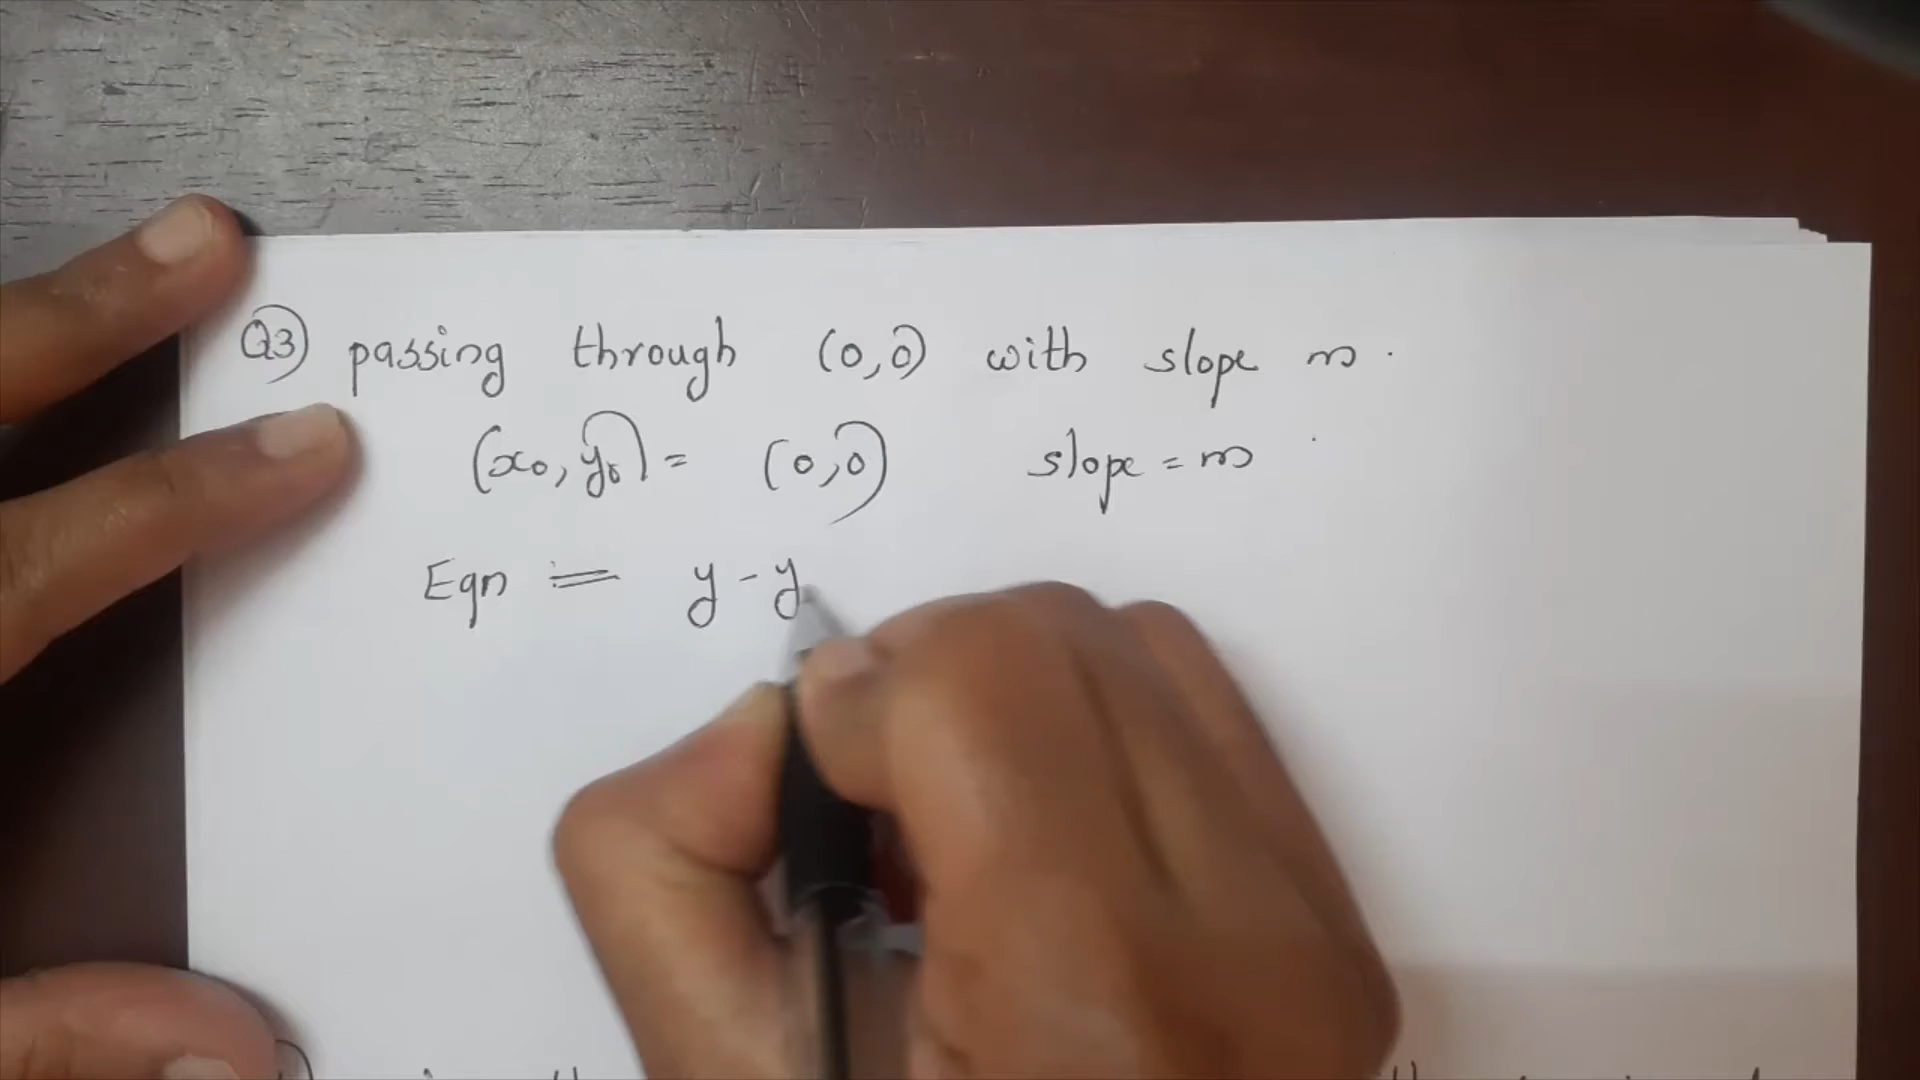 Q3) passing through (0,0) with slope m.
(x₀, y₀) = (0,0) slope = m
Eqn = y - y